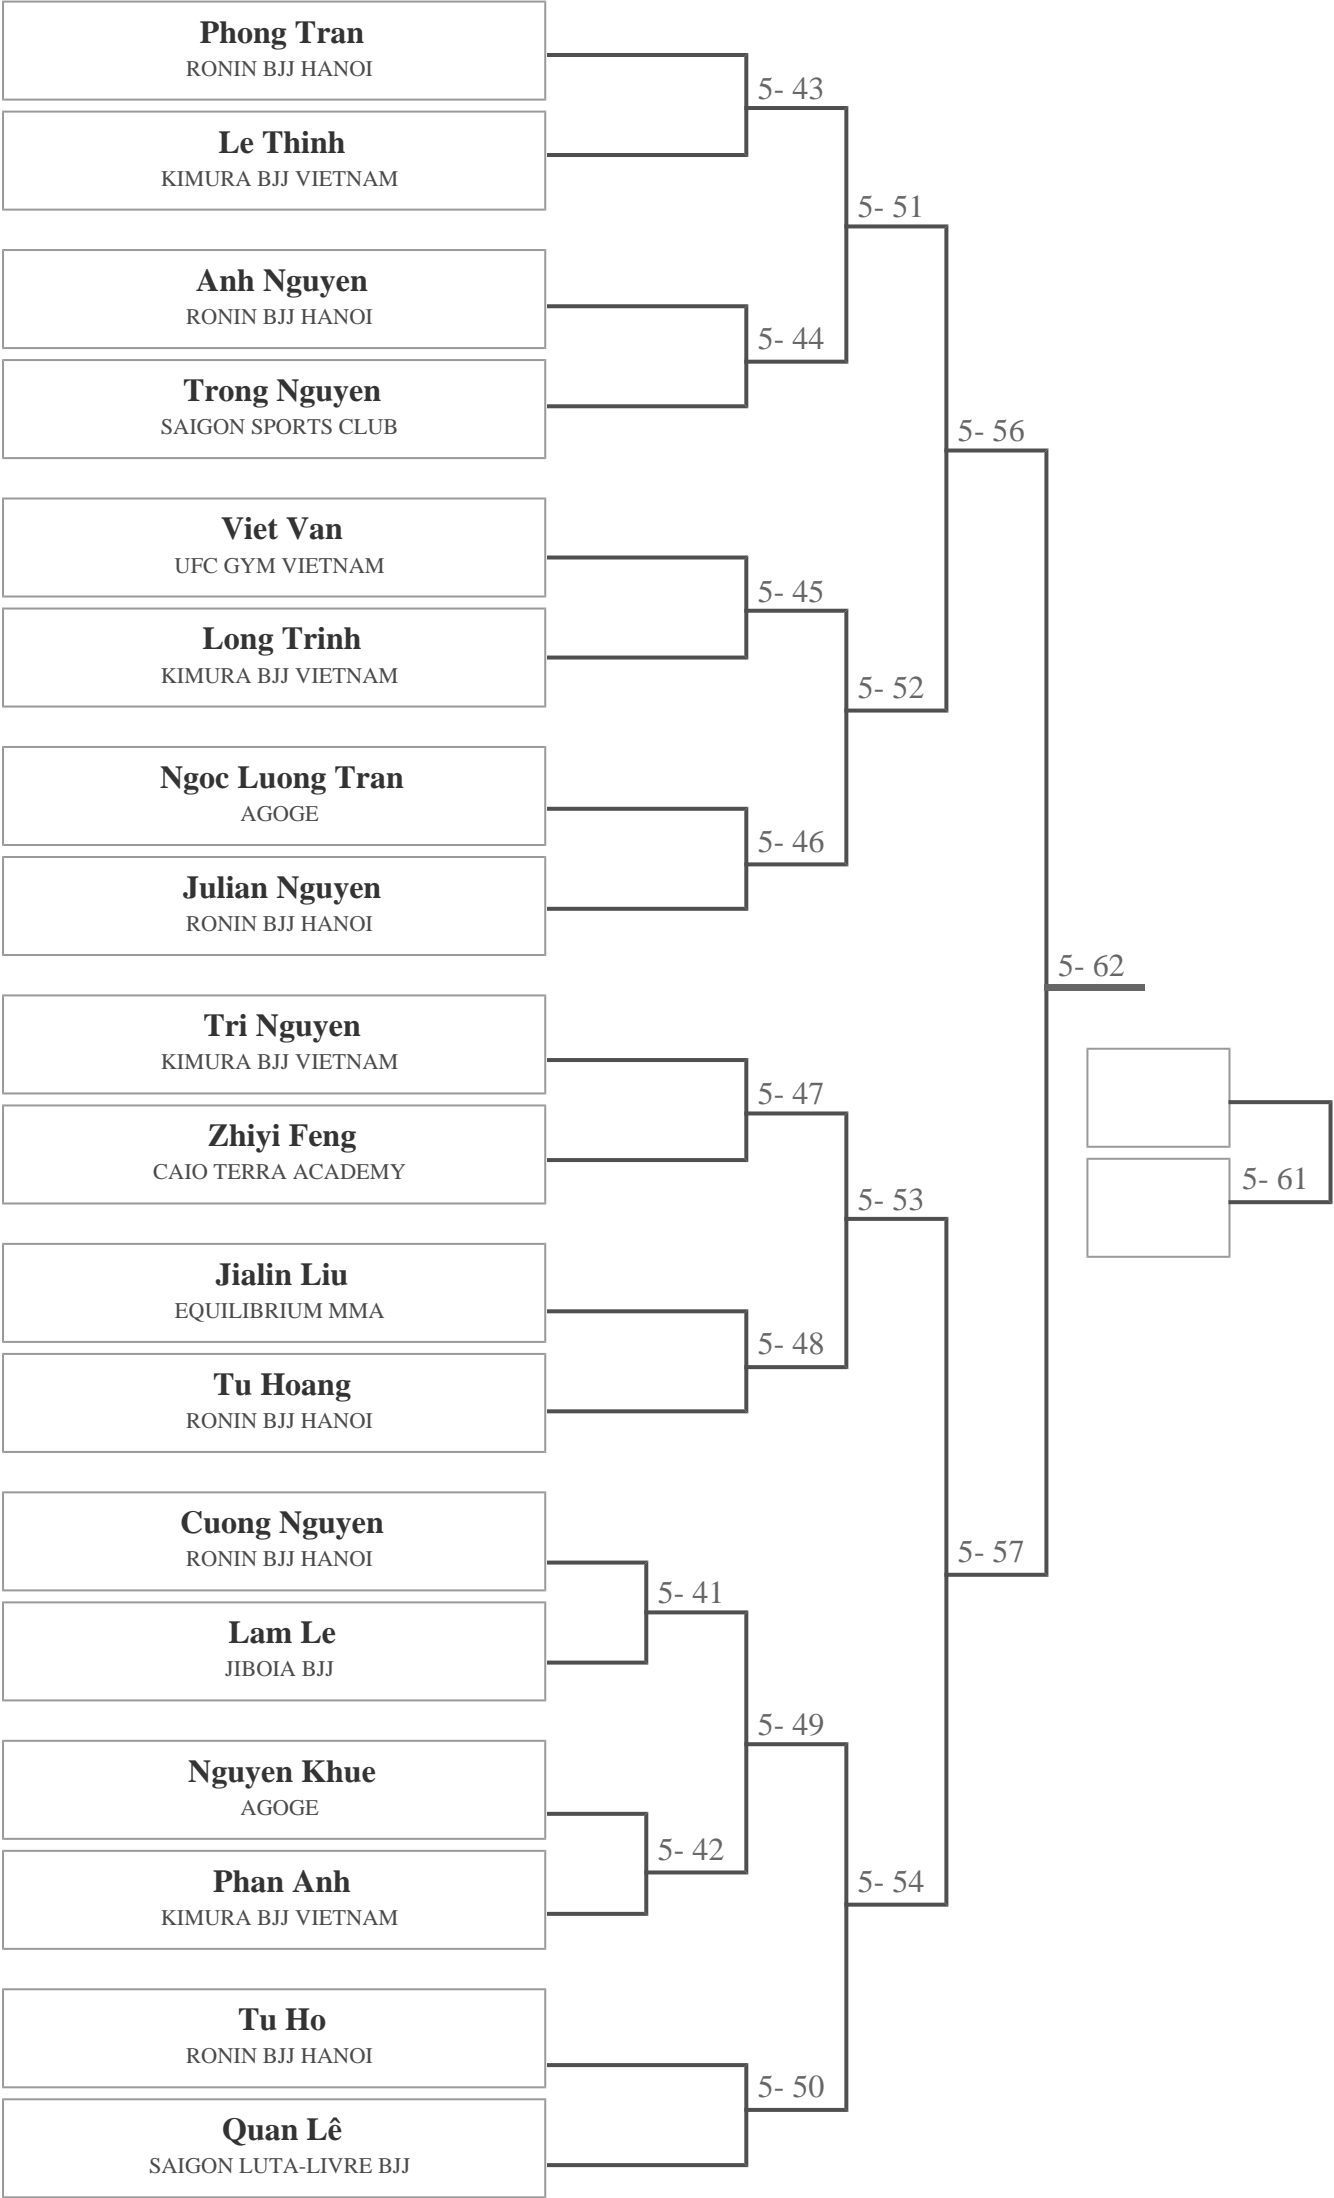 Phong Tran
RONIN BJJ HANOI
5- 43
Le Thinh
KIMURA BJJ VIETNAM
5- 51
Anh Nguyen
RONIN BJJ HANOI
5- 44
Trong Nguyen
SAIGON SPORTS CLUB
5- 56
Viet Van
UFC GYM VIETNAM
5- 45
Long Trinh
KIMURA BJJ VIETNAM
5- 52
Ngoc Luong Tran
AGOGE
5- 46
Julian Nguyen
RONIN BJJ HANOI
5- 62
Tri Nguyen
KIMURA BJJ VIETNAM
5- 47
Zhiyi Feng
CAIO TERRA ACADEMY
5- 61
5- 53
Jialin Liu
EQUILIBRIUM MMA
5- 48
Tu Hoang
RONIN BJJ HANOI
Cuong Nguyen
RONIN BJJ HANOI
5- 57
5- 41
Lam Le
JIBOIA BJJ
5- 49
Nguyen Khue
AGOGE
5- 42
Phan Anh
KIMURA BJJ VIETNAM
5- 54
Tu Ho
RONIN BJJ HANOI
5- 50
Quan Lê
SAIGON LUTA-LIVRE BJJ